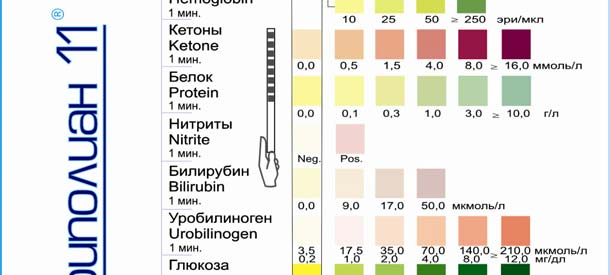 Hemoglobin
1 мин.
10 25 50 ≥ 250 эри/мкл
Кетоны
Ketone
1 мин.
0,0 0,5 1,5 4,0 8,0 ≥ 16,0 ммоль/л
Белок
Protein
1 мин.
0,0 0,1 0,3 1,0 3,0 ≥ 10,0 г/л
Нитриты
Nitrite
1 мин.
Neg. Pos.
Билирубин
Bilirubin
1 мин.
0,0 9,0 17,0 50,0 мкмоль/л
Уробилиноген
Urobilinogen
1 мин.
3,5 17,5 35,0 70,0 140,0 ≥ 210,0 мкмоль/л
0,2 1,0 2,0 4,0 8,0 ≥ 12,0 мг/дл
Глюкоза
риполиан 11®